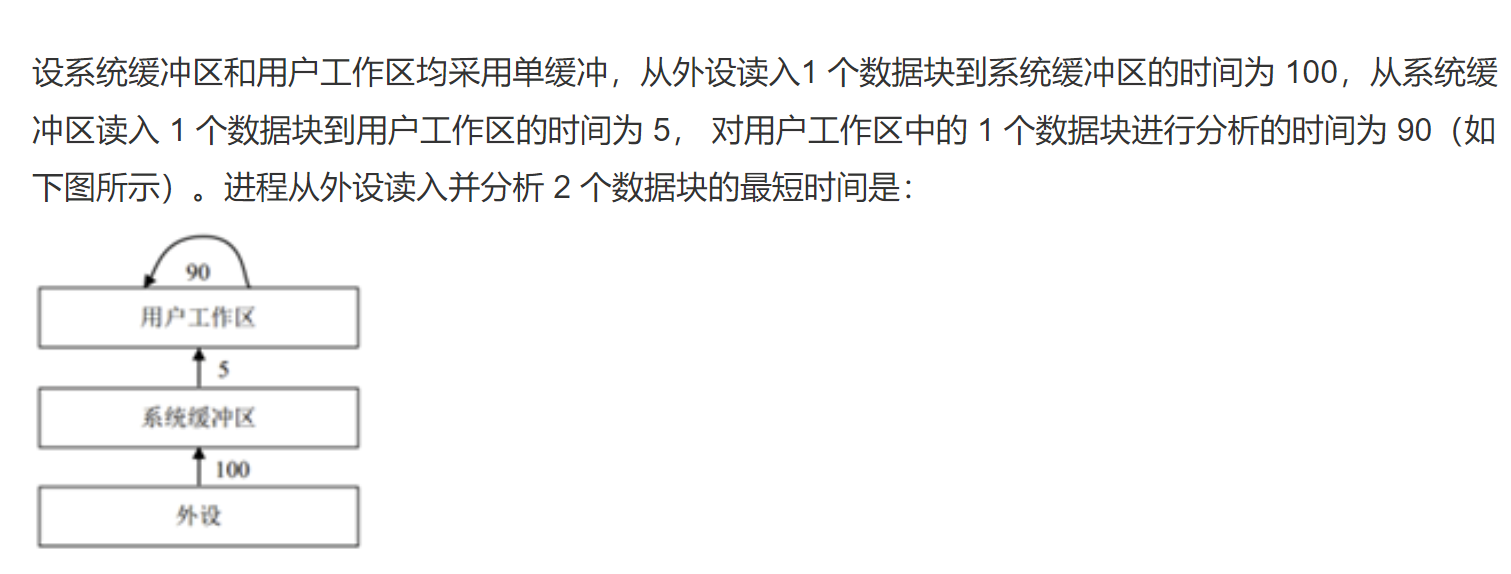 设系统缓冲区和用户工作区均采用单缓冲，从外设读入1 个数据块到系统缓冲区的时间为 100，从系统缓
冲区读入 1 个数据块到用户工作区的时间为 5， 对用户工作区中的 1 个数据块进行分析的时间为 90（如
下图所示）。进程从外设读入并分析 2 个数据块的最短时间是：
90
用户工作区
5
系统缓冲区
100
外设